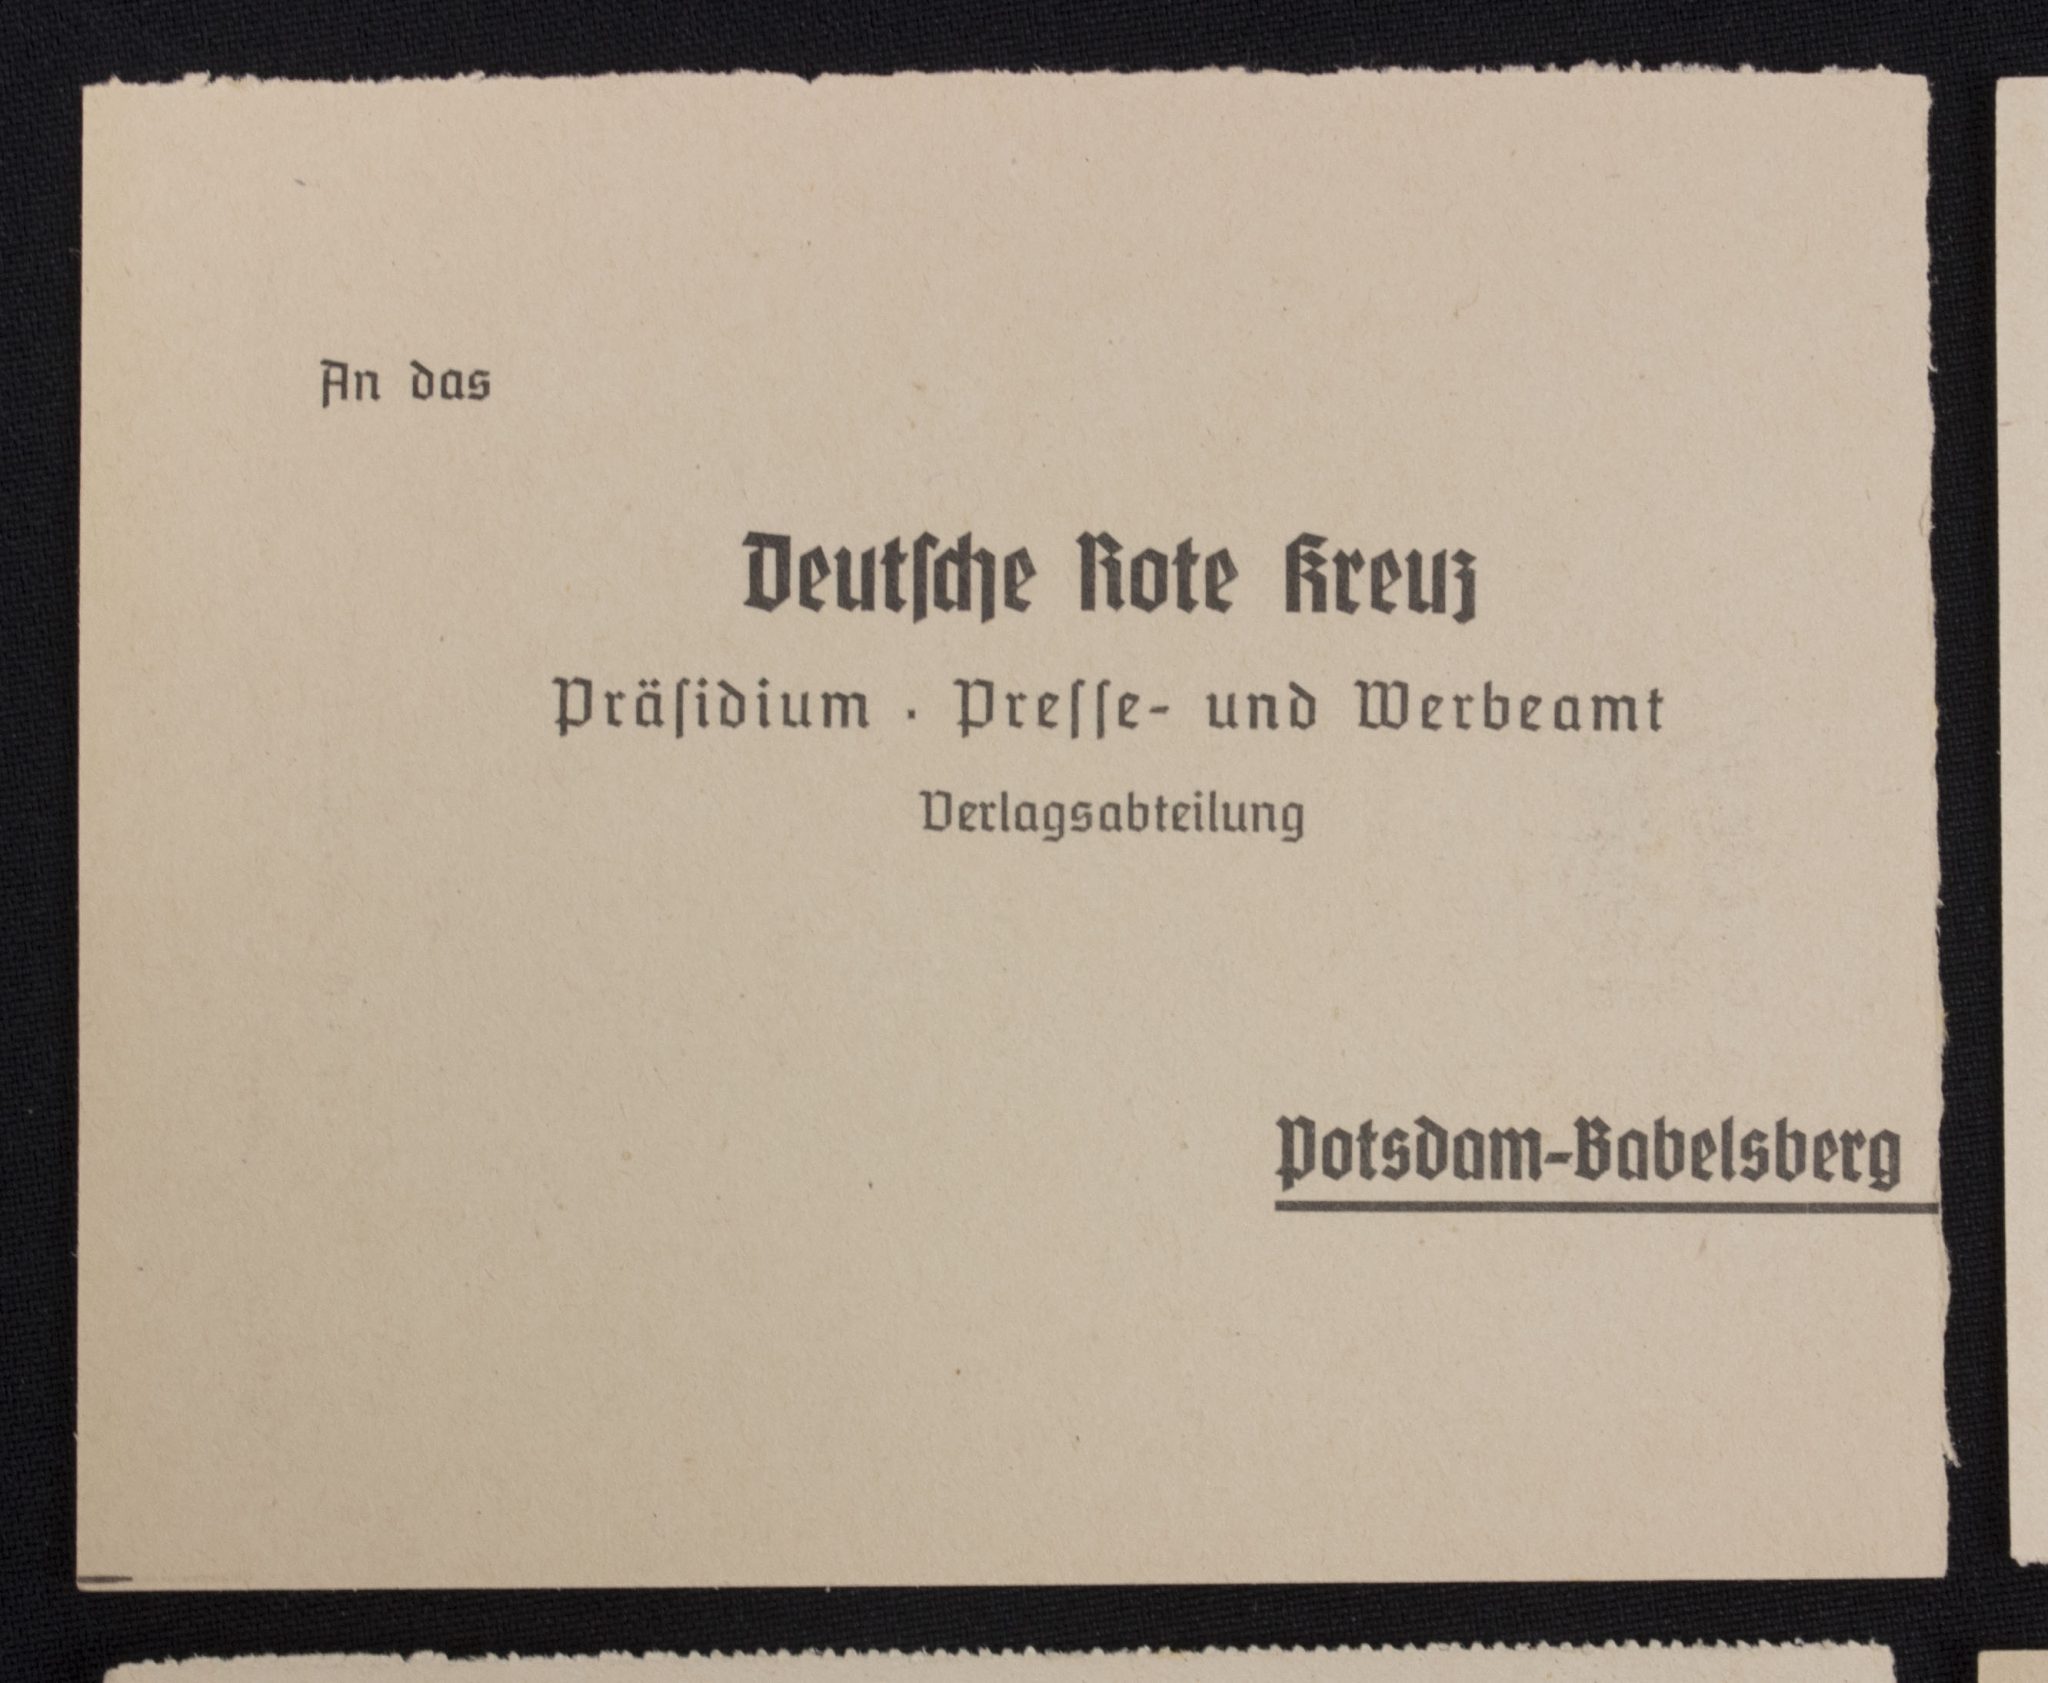 An das
Deutſche Rote Kreuz
Präſidium · Preſſe- und Werbeamt
Verlagsabteilung
Potsdam-Babelsberg